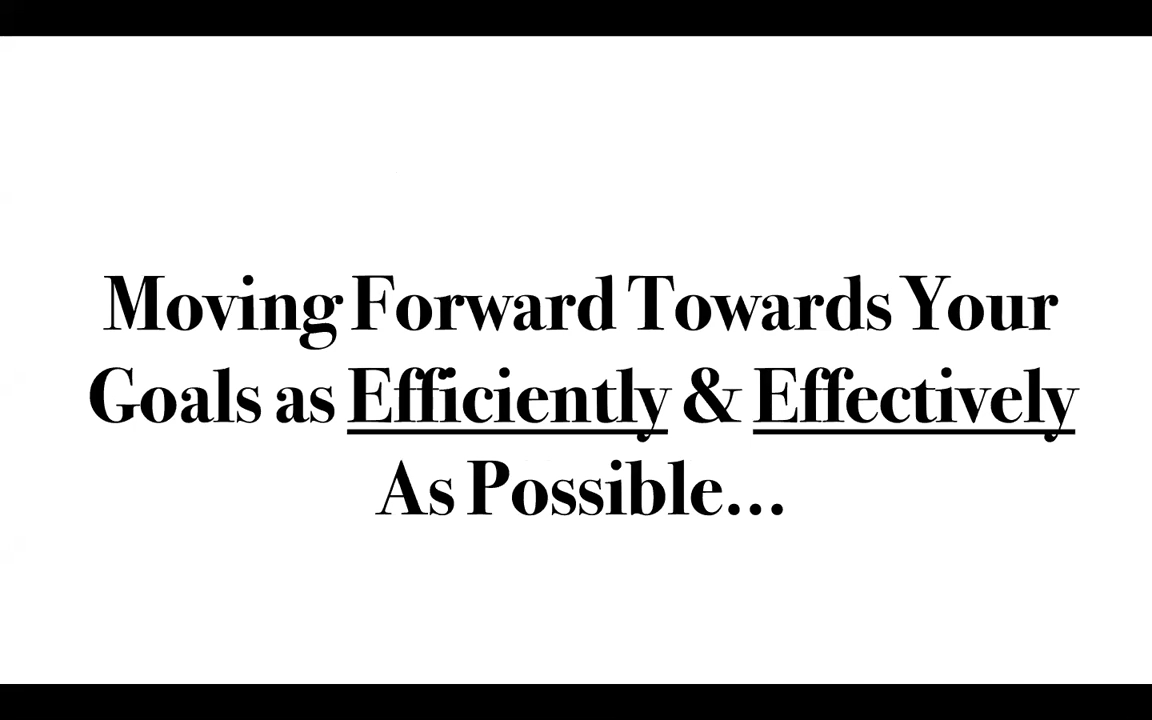 Moving Forward Towards Your
Goals as Efficiently & Effectively
As Possible...